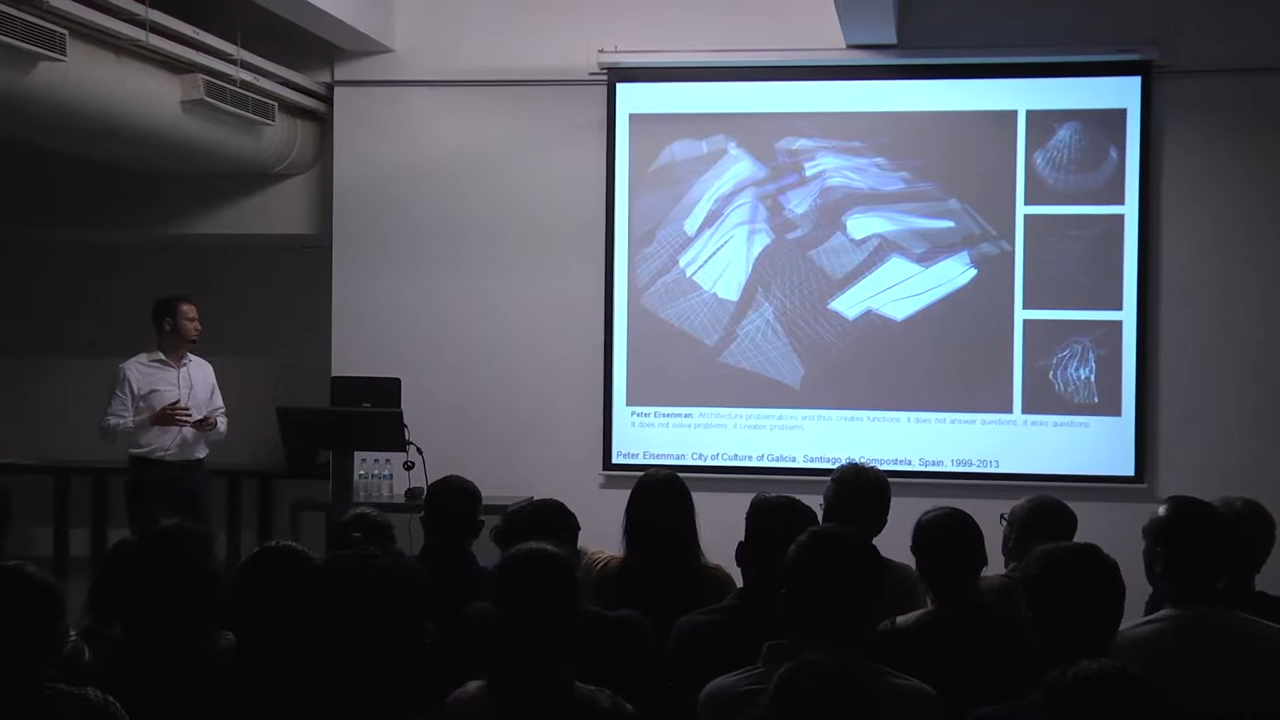 Peter Eisenman: Architecture problematizes and thus creates functions. It does not answer questions, it asks questions.
It does not solve problems, it creates problems.
Peter Eisenman: City of Culture of Galicia, Santiago de Compostela, Spain, 1999-2013